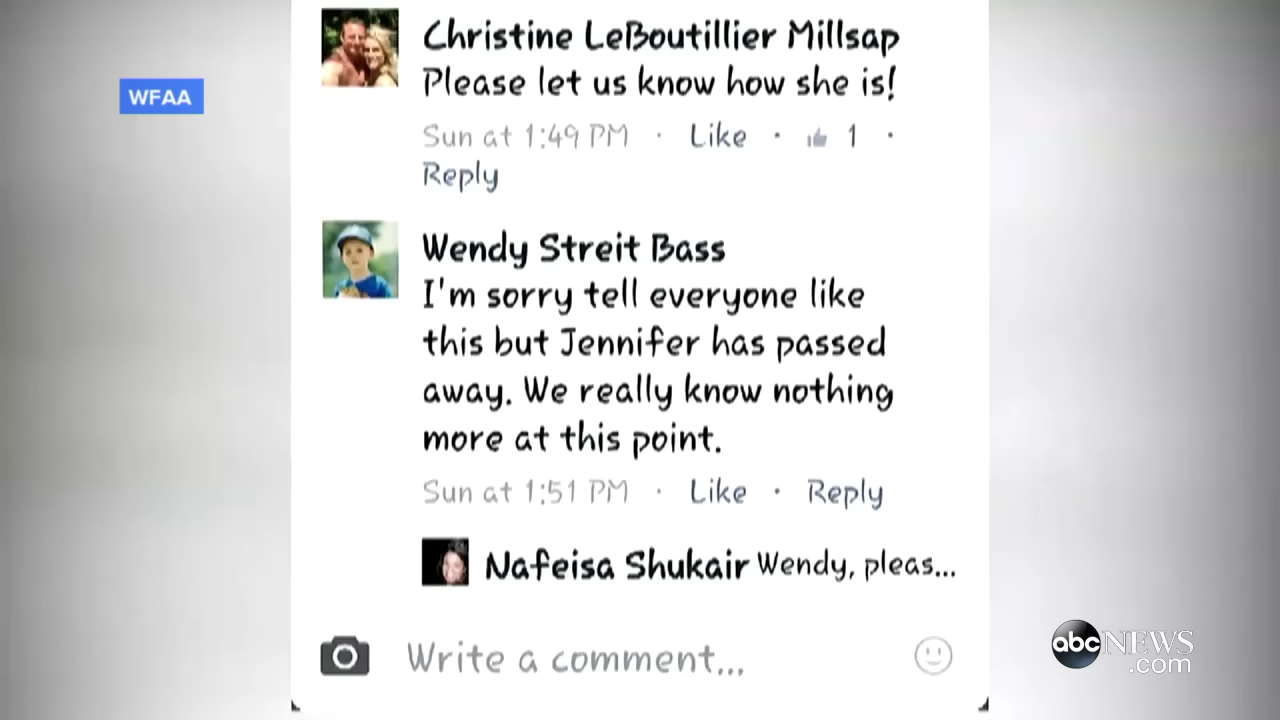 Christine LeBoutillier Millsap
Please let us know how she is!
WFAA
Sun at 1:49 PM · Like · 1 ·
Reply
Wendy Streit Bass
I'm sorry tell everyone like
this but Jennifer has passed
away. We really know nothing
more at this point.
Sun at 1:51 PM · Like · Reply
Nafeisa Shukair Wendy, pleas...
Write a comment...
abc NEWS
.com